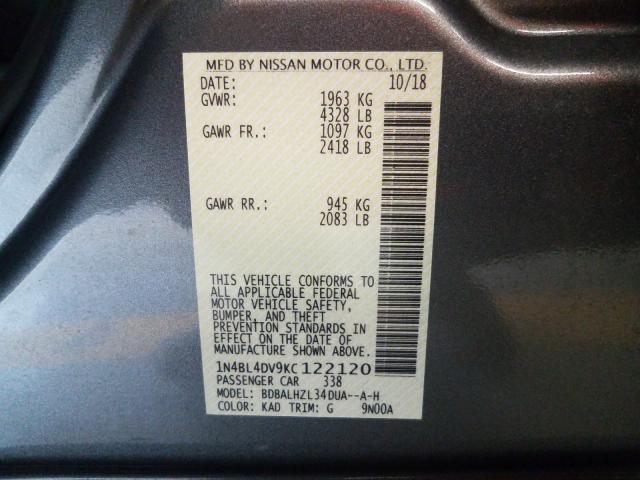 MFD BY NISSAN MOTOR CO., LTD.
DATE: 10/18
GVWR: 1963 KG
4328 LB
GAWR FR.: 1097 KG
2418 LB
GAWR RR.: 945 KG
2083 LB
THIS VEHICLE CONFORMS TO
ALL APPLICABLE FEDERAL
MOTOR VEHICLE SAFETY,
BUMPER, AND THEFT
PREVENTION STANDARDS IN
EFFECT ON THE DATE OF
MANUFACTURE SHOWN ABOVE.
1N4BL4DV9KC122120
PASSENGER CAR 338
MODEL: BDBALHZL34DUA--A-H
COLOR: KAD TRIM: G 9N00A